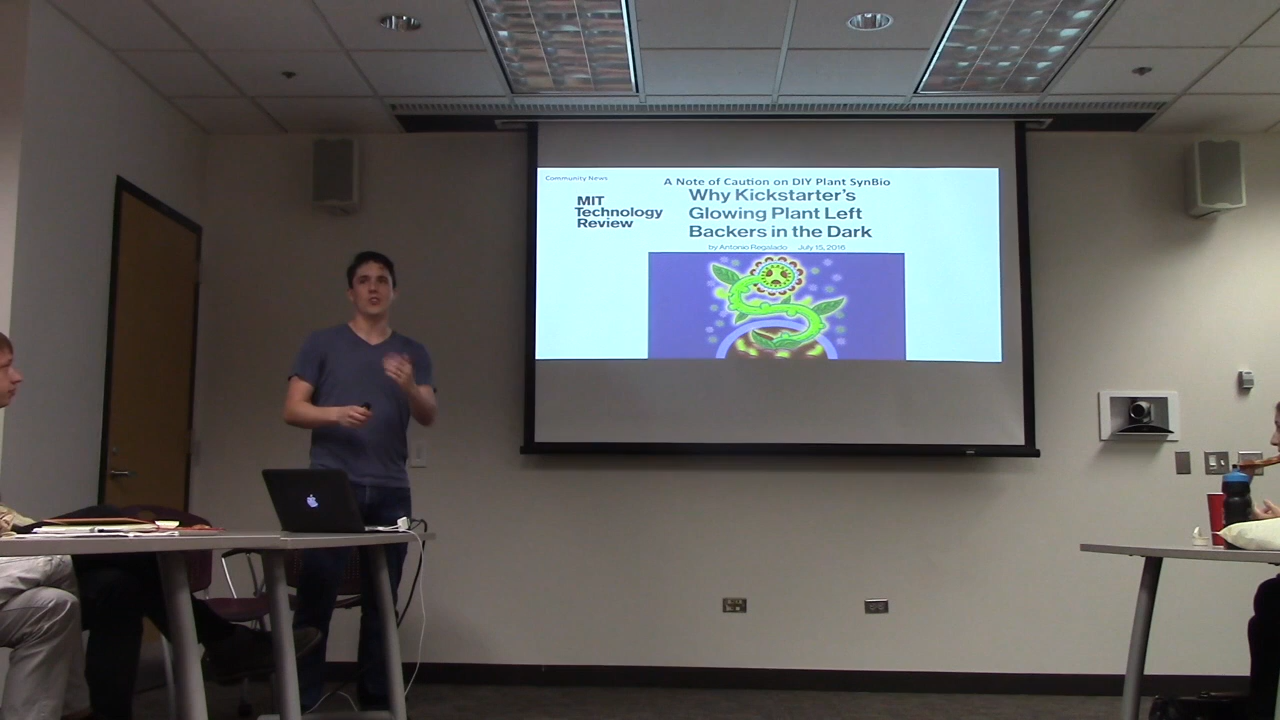 Community News
A Note of Caution on DIY Plant SynBio
MIT
Technology
Review
Why Kickstarter's
Glowing Plant Left
Backers in the Dark
by Antonio Regalado July 15, 2016